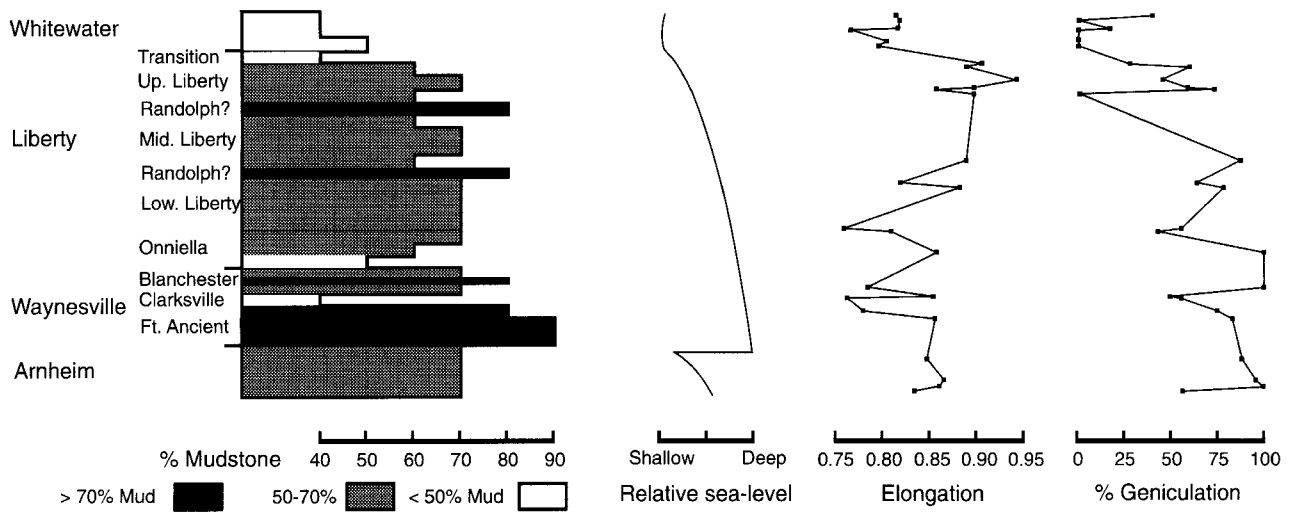 Whitewater
Transition
Up. Liberty
Randolph?
Liberty
Mid. Liberty
Randolph?
Low. Liberty
Onniella
Blanchester
Waynesville
Clarksville
Ft. Ancient
Arnheim
% Mudstone
40 50 60 70 80 90
> 70% Mud
50-70%
< 50% Mud
Shallow Deep
Relative sea-level
0.75 0.80 0.85 0.90 0.95
Elongation
0 25 50 75 100
% Geniculation